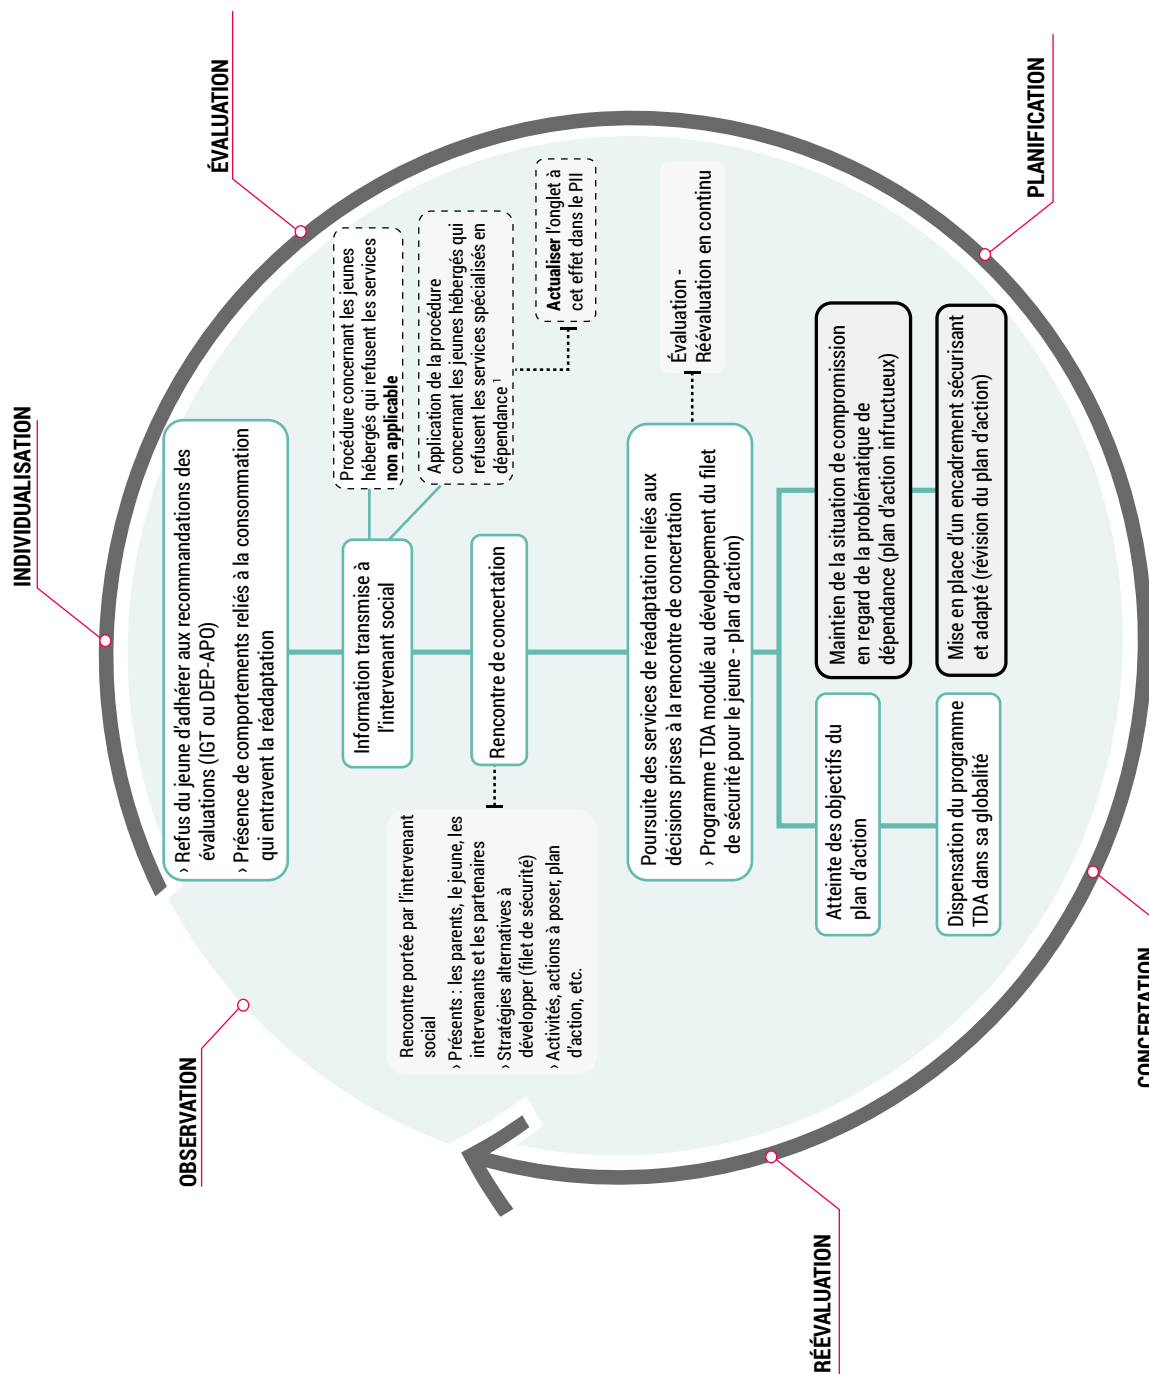 INDIVIDUALISATION
OBSERVATION
ÉVALUATION
› Refus du jeune d'adhérer aux recommandations des
évaluations (IGT ou DEP-APO)
› Présence de comportements reliés à la consommation
qui entravent la réadaptation
Information transmise à
l'intervenant social
Procédure concernant les jeunes
hébergés qui refusent les services
non applicable
Application de la procédure
concernant les jeunes hébergés qui
refusent les services spécialisés en
dépendance 1
Actualiser l'onglet à
cet effet dans le PII
Rencontre de concertation
Rencontre portée par l'intervenant
social
› Présents : les parents, le jeune, les
intervenants et les partenaires
› Stratégies alternatives à
développer (filet de sécurité)
› Activités, actions à poser, plan
d'action, etc.
Poursuite des services de réadaptation reliés aux
décisions prises à la rencontre de concertation
› Programme TDA modulé au développement du filet
de sécurité pour le jeune - plan d'action)
Évaluation -
Réévaluation en continu
Atteinte des objectifs du
plan d'action
Maintien de la situation de compromission
en regard de la problématique de
dépendance (plan d'action infructueux)
Dispensation du programme
TDA dans sa globalité
Mise en place d'un encadrement sécurisant
et adapté (révision du plan d'action)
RÉÉVALUATION
PLANIFICATION
CONCERTATION